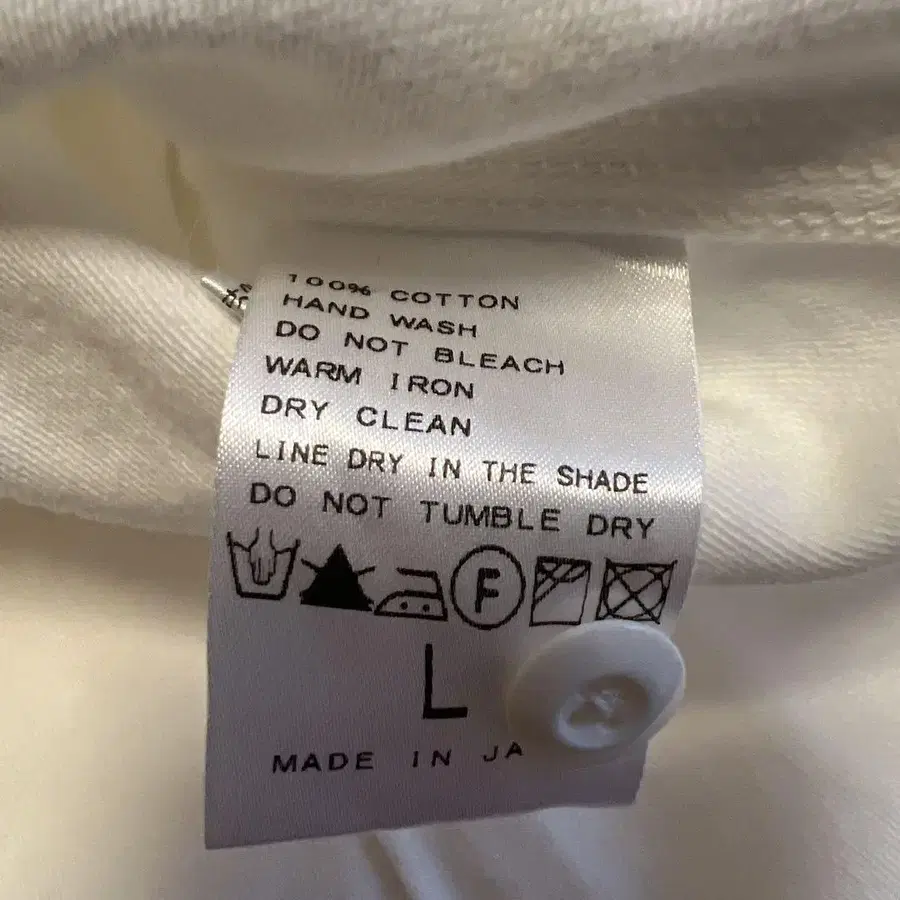 100% COTTON
HAND WASH
DO NOT BLEACH
WARM IRON
DRY CLEAN
LINE DRY IN THE SHADE
DO NOT TUMBLE DRY
F
L
MADE IN JA